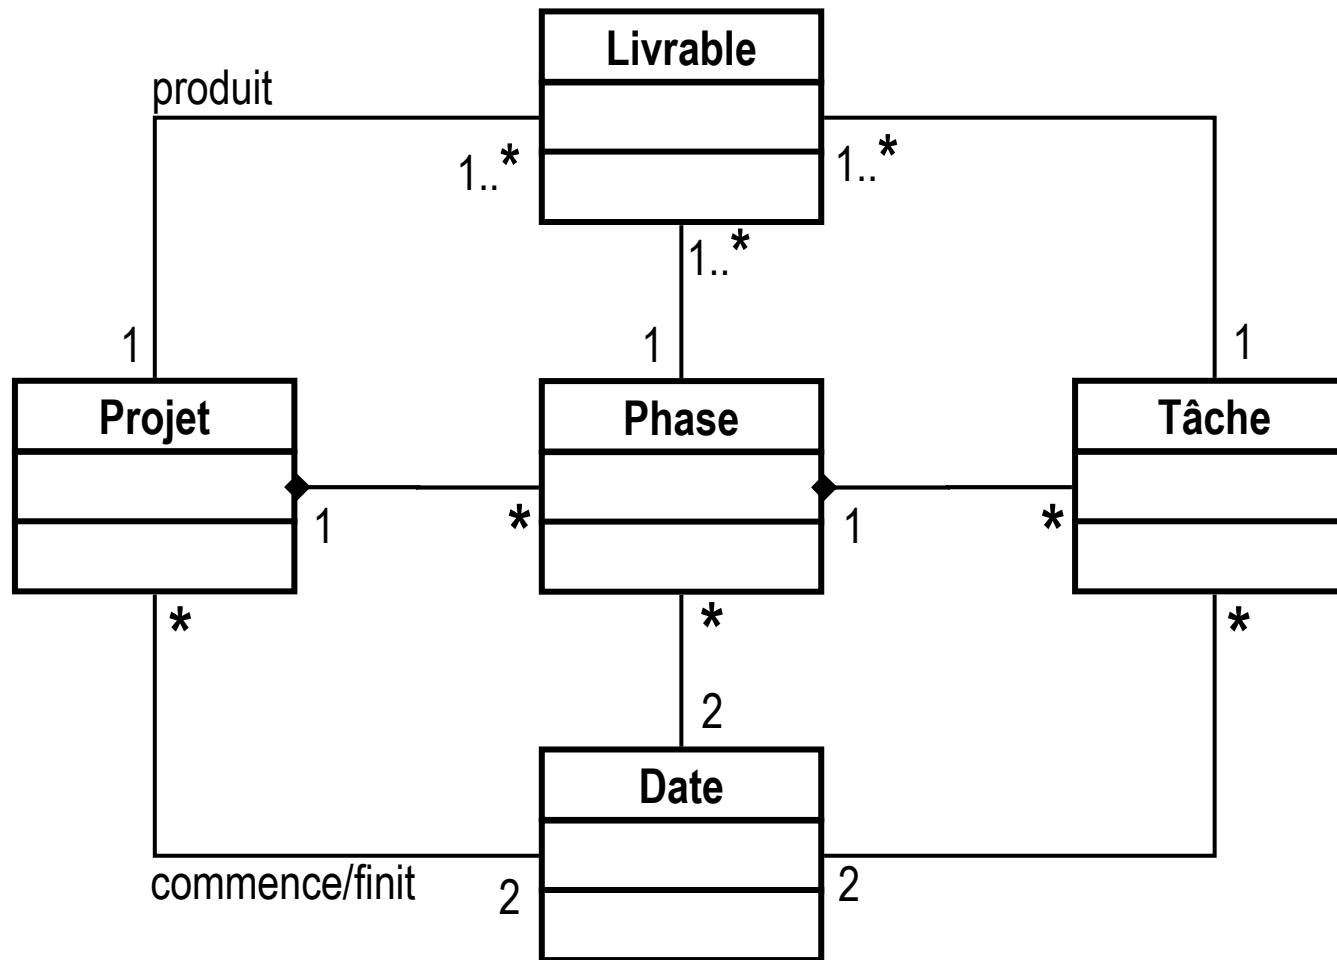 Livrable
produit
1..*
1..*
1..*
1
1
1
Projet
Phase
Tâche
1
*
1
*
*
*
*
2
Date
commence/finit
2
2